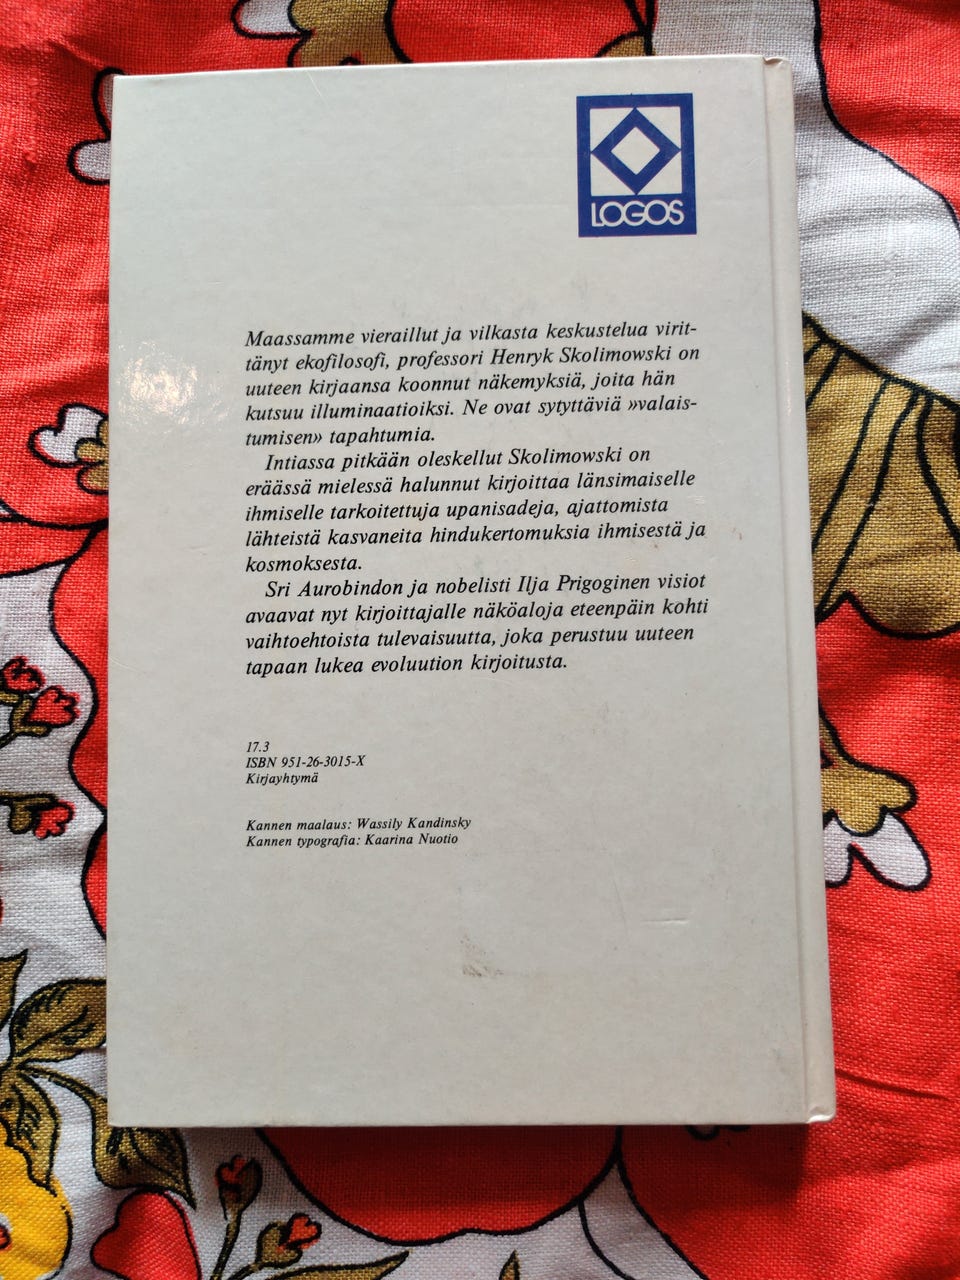 LOGOS
Maassamme vieraillut ja vilkasta keskustelua virit-
tänyt ekofilosofi, professori Henryk Skolimowski on
uuteen kirjaansa koonnut näkemyksiä, joita hän
kutsuu illuminaatioiksi. Ne ovat sytyttäviä »valais-
tumisen» tapahtumia.
Intiassa pitkään oleskellut Skolimowski on
eräässä mielessä halunnut kirjoittaa länsimaiselle
ihmiselle tarkoitettuja upanisadeja, ajattomista
lähteistä kasvaneita hindukertomuksia ihmisestä ja
kosmoksesta.
Sri Aurobindon ja nobelisti Ilja Prigoginen visiot
avaavat nyt kirjoittajalle näköaloja eteenpäin kohti
vaihtoehtoista tulevaisuutta, joka perustuu uuteen
tapaan lukea evoluution kirjoitusta.
17.3
ISBN 951-26-3015-X
Kirjayhtymä
Kannen maalaus: Wassily Kandinsky
Kannen typografia: Kaarina Nuotio